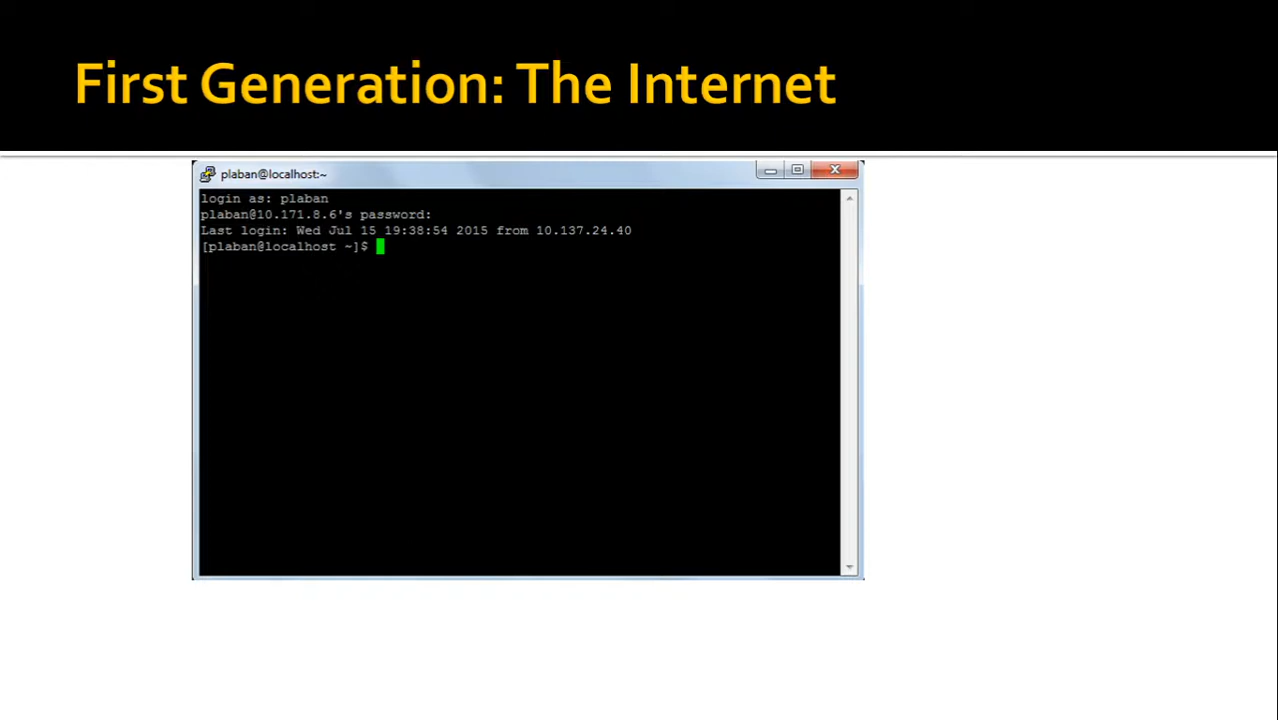 First Generation: The Internet
plaban@localhost:~
login as: plaban
plaban@10.171.8.6's password:
Last login: Wed Jul 15 19:38:54 2015 from 10.137.24.40
[plaban@localhost ~]$